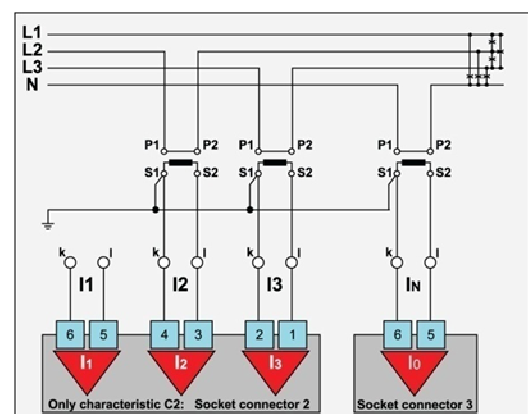 L1
L2
L3
N
P1 P2 P1 P2 P1 P2
S1 S2 S1 S2 S1 S2
k l k l k l k l
I1 I2 I3 IN
6 5 4 3 2 1 6 5
I1 I2 I3 I0
Only characteristic C2: Socket connector 2 Socket connector 3